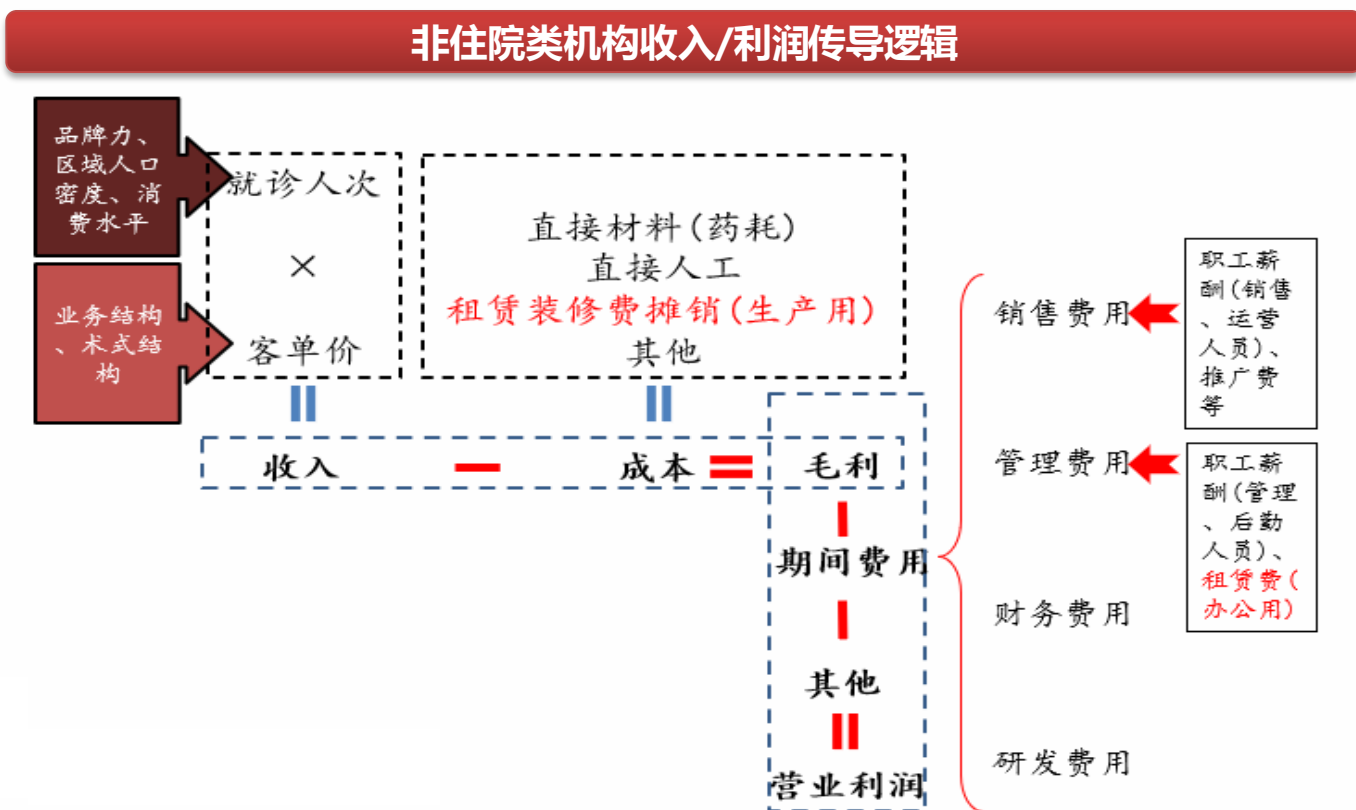 非住院类机构收入/利润传导逻辑
品牌力、
区域人口
密度、消
费水平
业务结构
、术式结
构
就诊人次
×
客单价
直接材料(药耗)
直接人工
租赁装修费摊销(生产用)
其他
收入
成本
毛利
期间费用
其他
营业利润
销售费用
管理费用
财务费用
研发费用
职工薪
酬(销售
、运营
人员)、
推广费
等
职工薪
酬(管理
、后勤
人员)、
租赁费(
办公用)